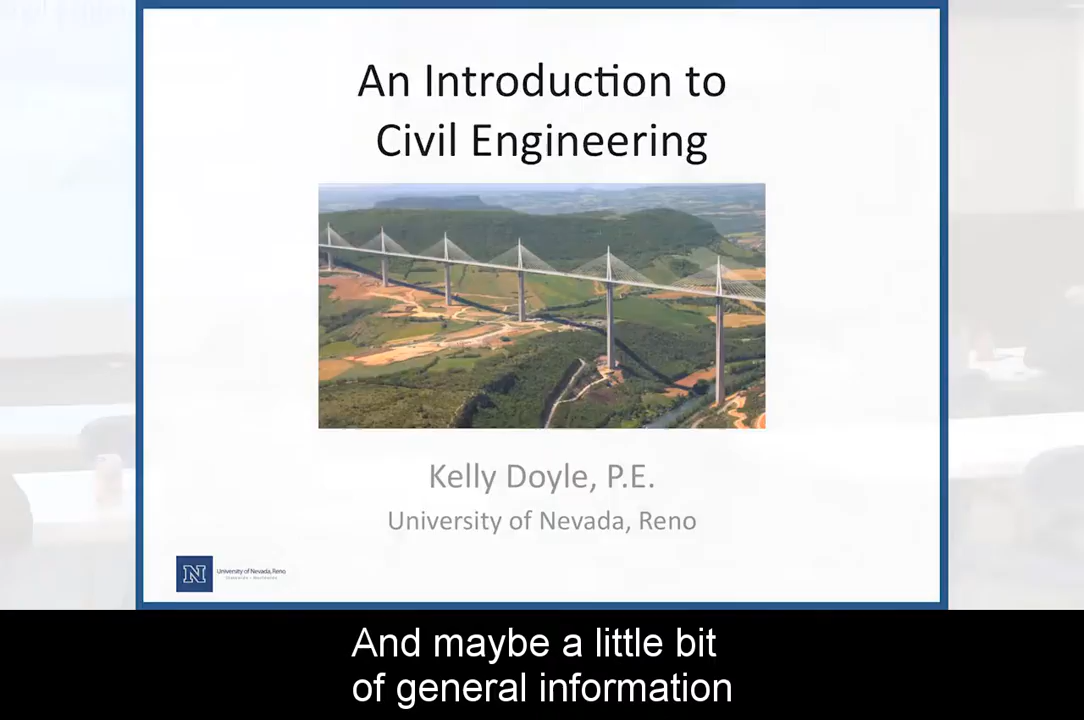 An Introduction to
Civil Engineering
Kelly Doyle, P.E.
University of Nevada, Reno
N
University of Nevada, Reno
And maybe a little bit
of general information